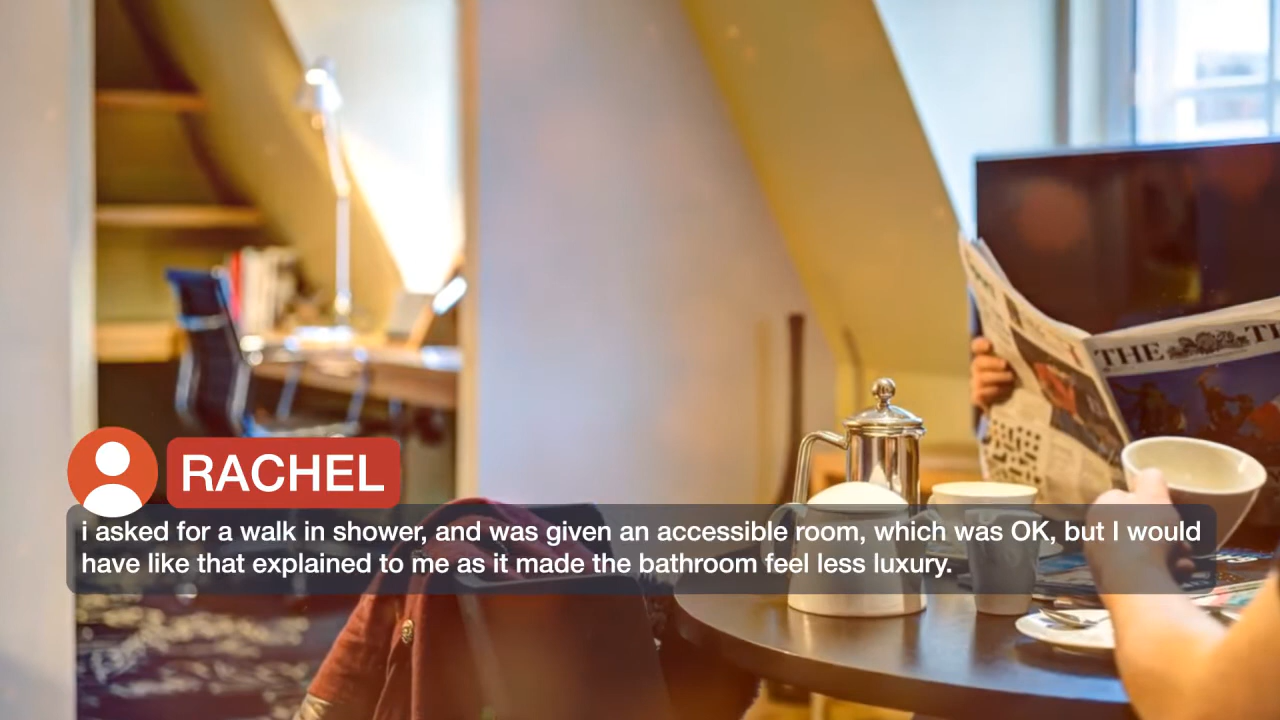 THE TI
RACHEL
i asked for a walk in shower, and was given an accessible room, which was OK, but I would
have like that explained to me as it made the bathroom feel less luxury.